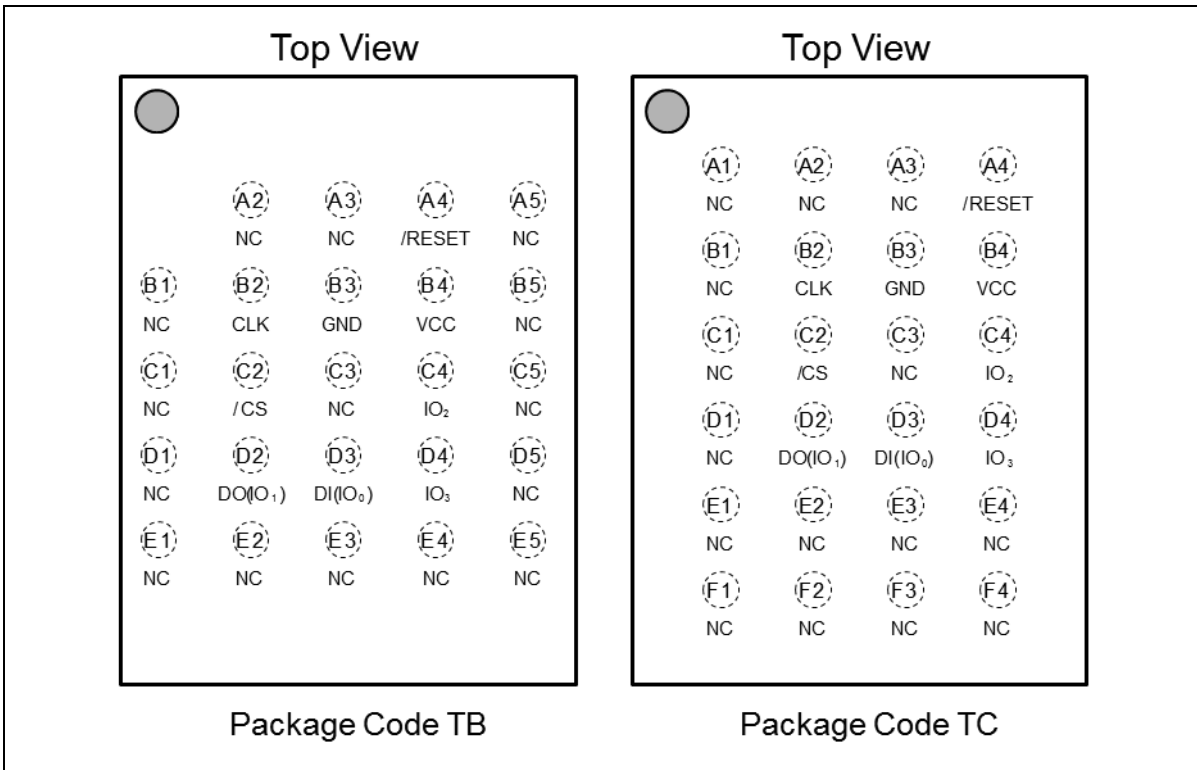 Top View
A2 A3 A4 A5
NC NC /RESET NC
B1 B2 B3 B4 B5
NC CLK GND VCC NC
C1 C2 C3 C4 C5
NC /CS NC IO₂ NC
D1 D2 D3 D4 D5
NC DO(IO₁) DI(IO₀) IO₃ NC
E1 E2 E3 E4 E5
NC NC NC NC NC
Package Code TB
Top View
A1 A2 A3 A4
NC NC NC /RESET
B1 B2 B3 B4
NC CLK GND VCC
C1 C2 C3 C4
NC /CS NC IO₂
D1 D2 D3 D4
NC DO(IO₁) DI(IO₀) IO₃
E1 E2 E3 E4
NC NC NC NC
F1 F2 F3 F4
NC NC NC NC
Package Code TC